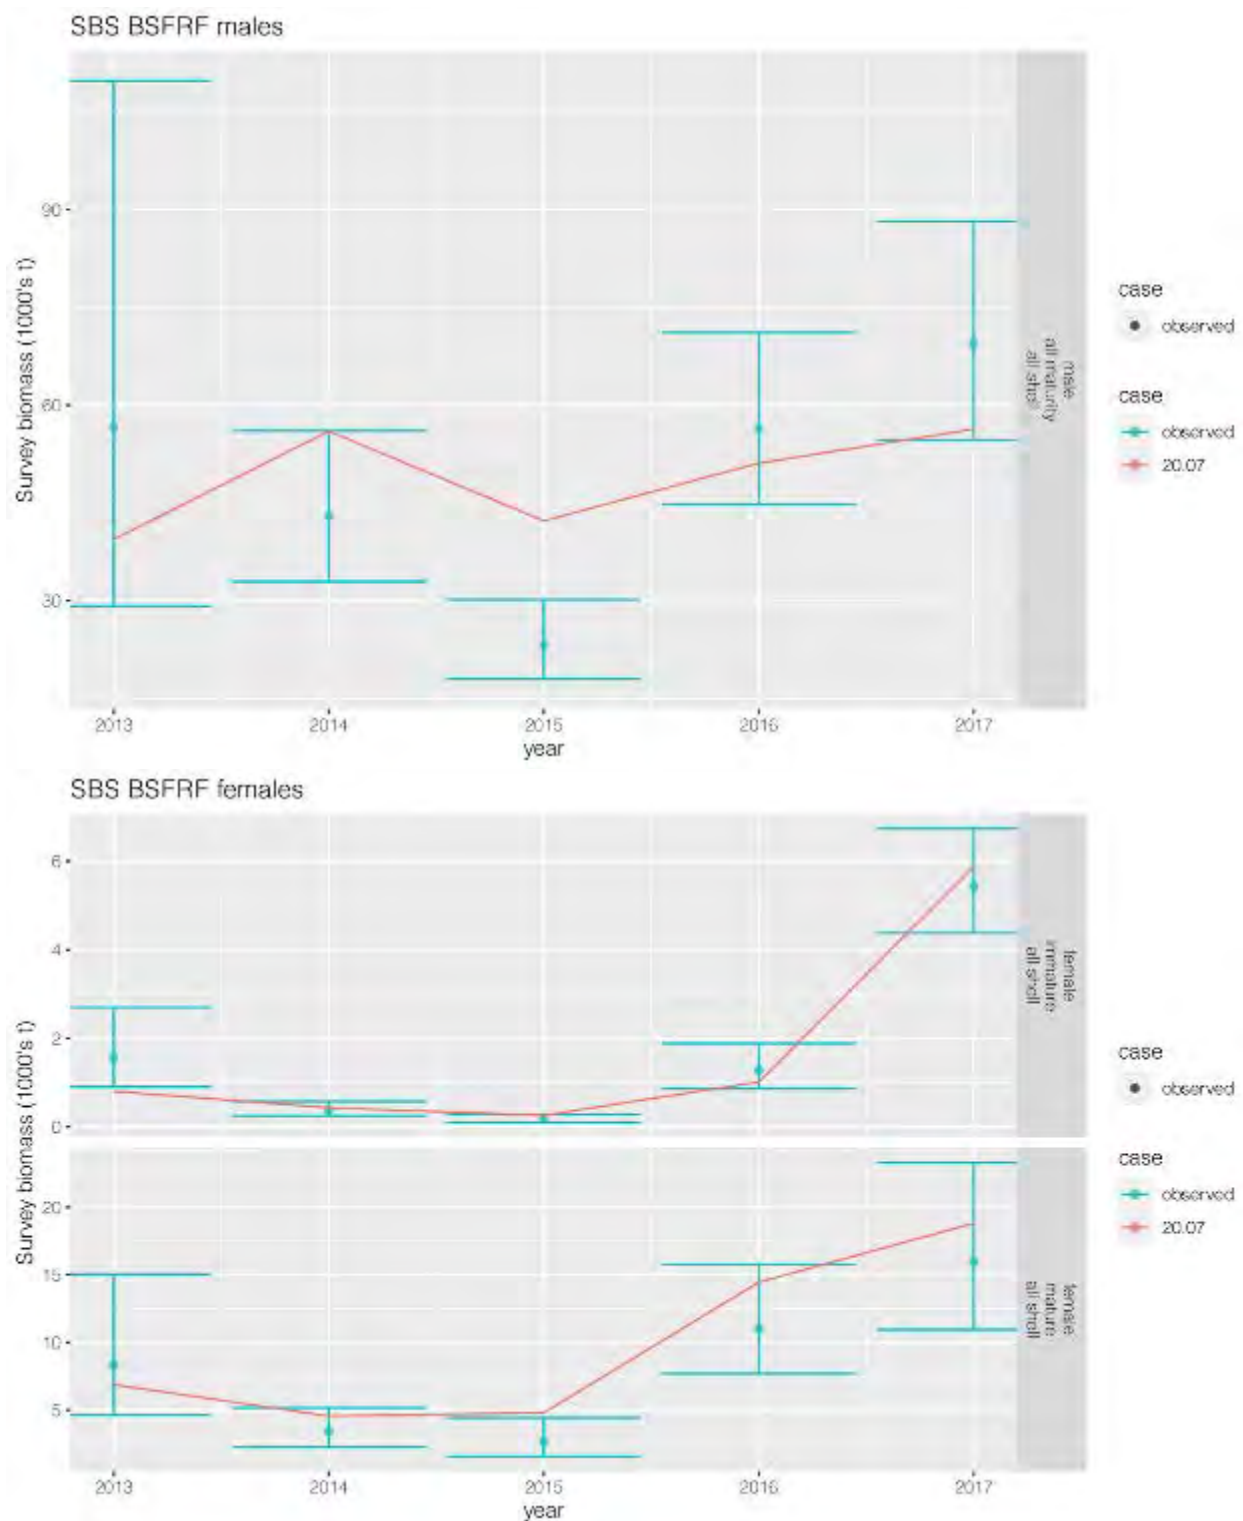 SBS BSFRF males
Survey biomass (1000's t)
90
60
30
male
all maturity
all shell
2013 2014 2015 2016 2017
year
case
observed
case
observed
20.07
SBS BSFRF females
Survey biomass (1000's t)
6
4
2
0
female
immature
all shell
20
15
10
5
female
mature
all shell
2013 2014 2015 2016 2017
year
case
observed
case
observed
20.07